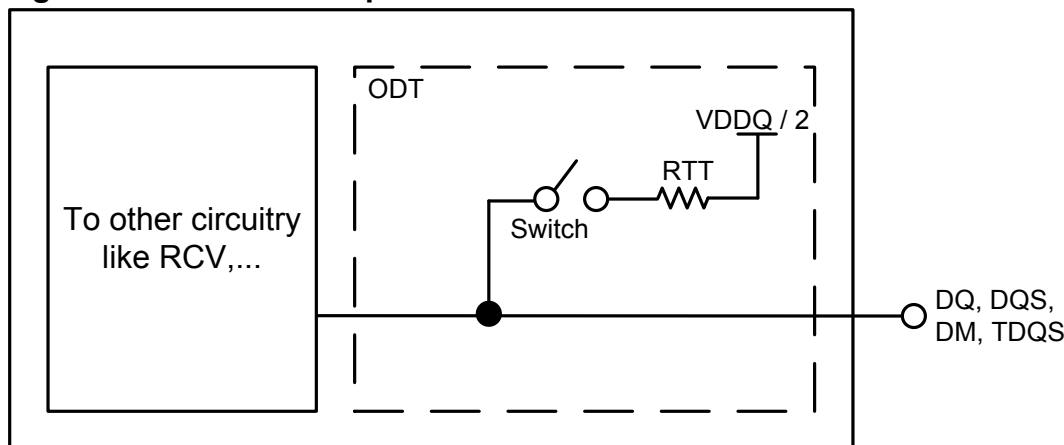 ODT
VDDQ / 2
RTT
Switch
To other circuitry
like RCV,...
DQ, DQS,
DM, TDQS